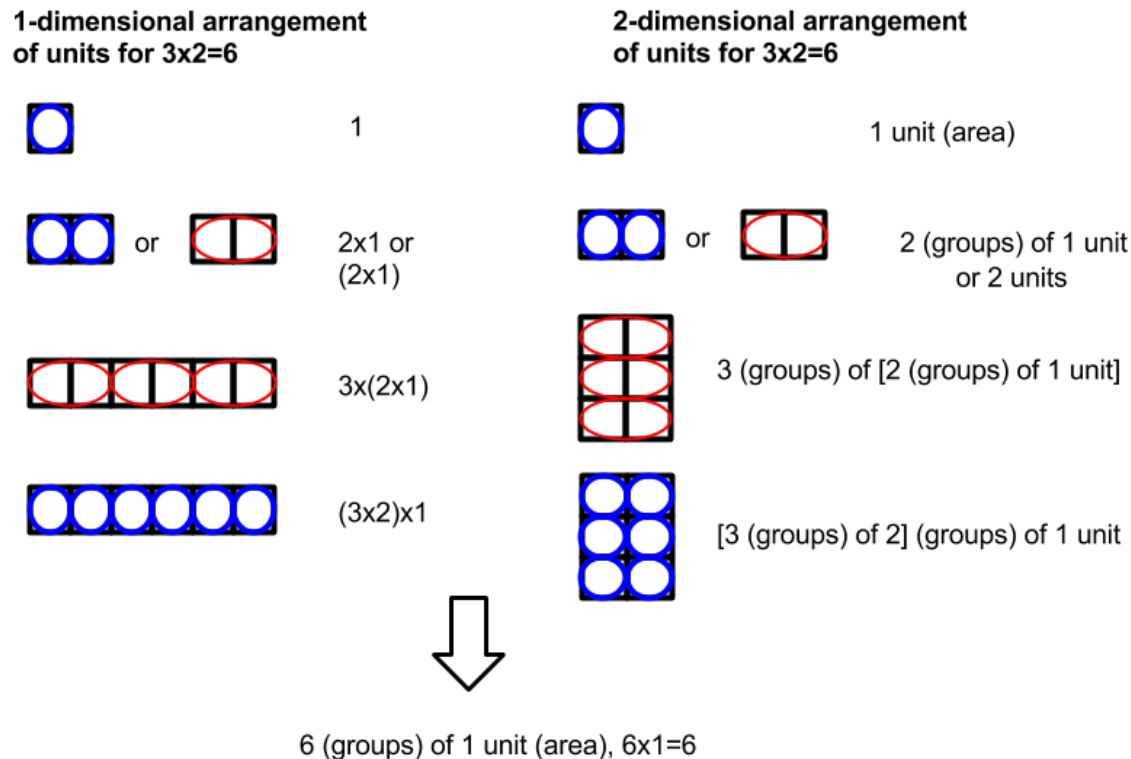 1-dimensional arrangement
of units for 3x2=6
1
or
2x1 or
(2x1)
3x(2x1)
(3x2)x1
2-dimensional arrangement
of units for 3x2=6
1 unit (area)
or
2 (groups) of 1 unit
or 2 units
3 (groups) of [2 (groups) of 1 unit]
[3 (groups) of 2] (groups) of 1 unit
6 (groups) of 1 unit (area), 6x1=6